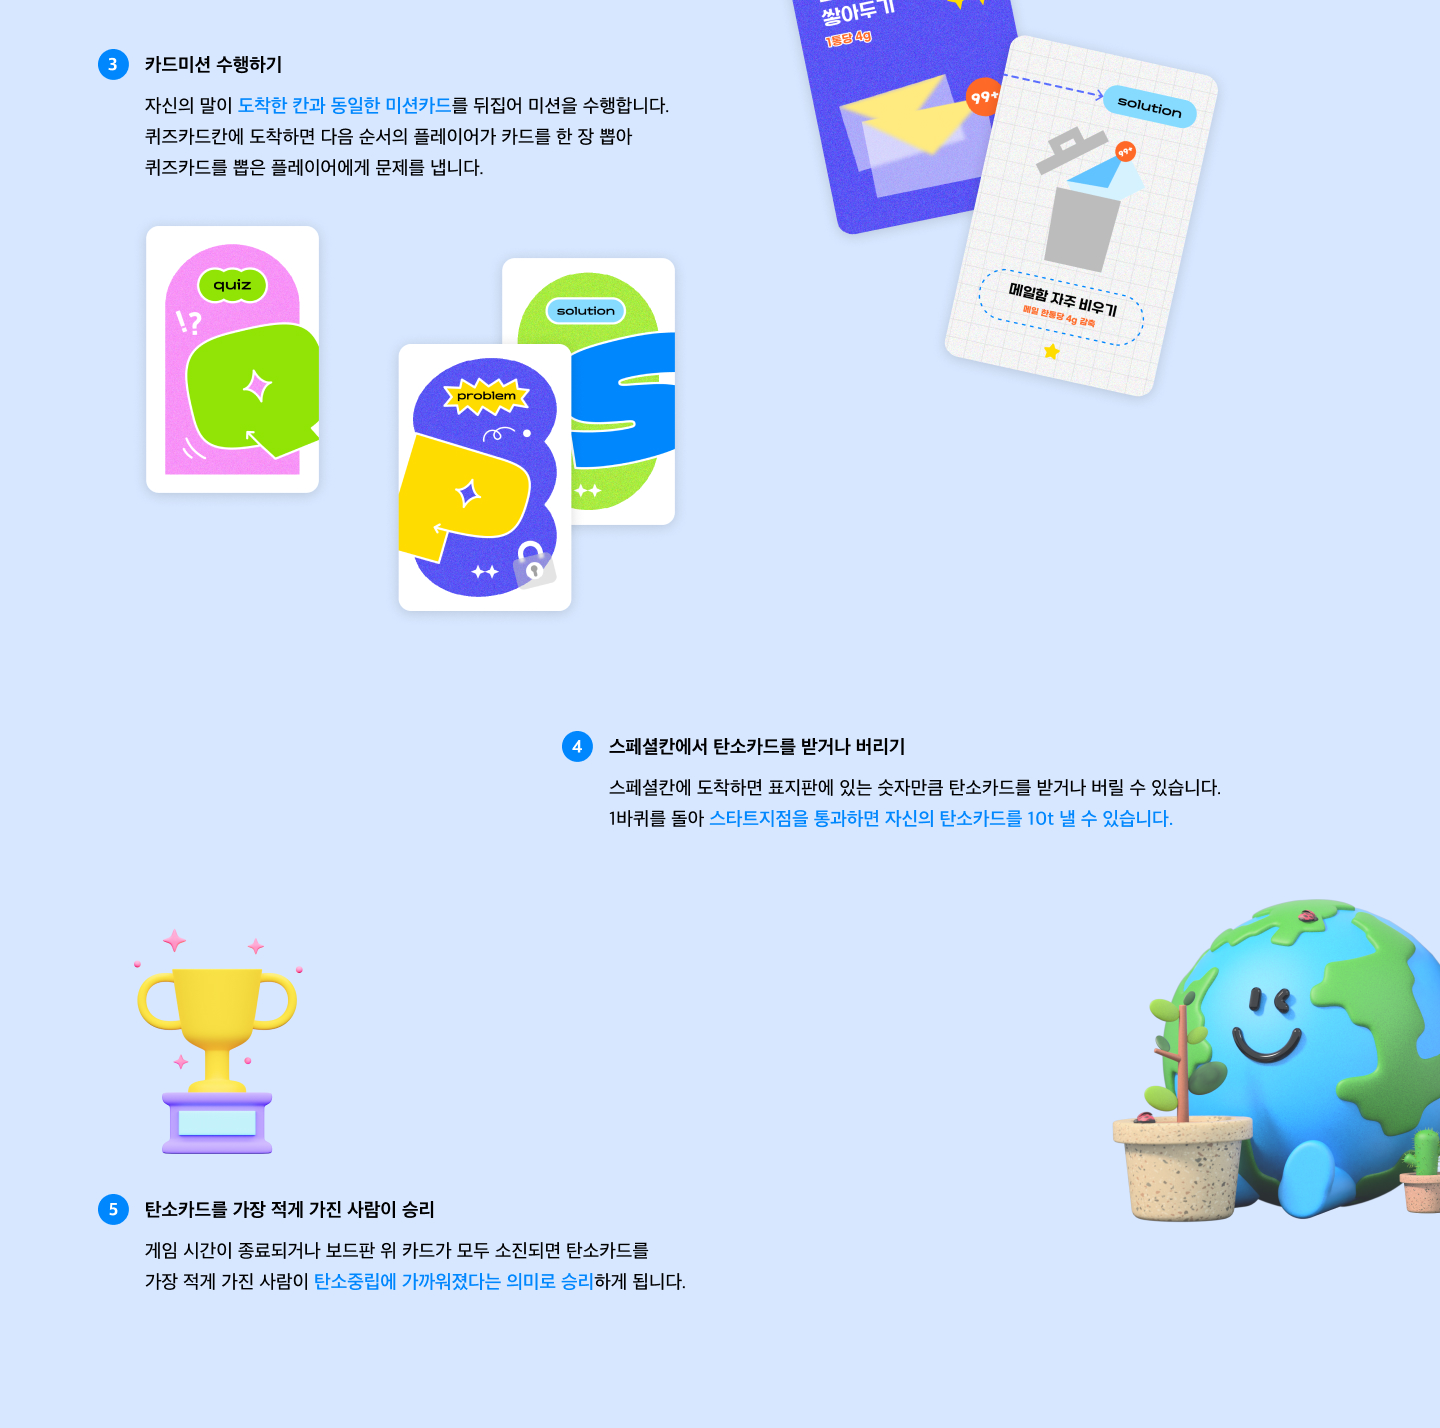 쌓아두기
1통당 4g
99+
solution
99+
메일함 자주 비우기
메일 한통당 4g 감축
3 카드미션 수행하기
자신의 말이 도착한 칸과 동일한 미션카드를 뒤집어 미션을 수행합니다.
퀴즈카드칸에 도착하면 다음 순서의 플레이어가 카드를 한 장 뽑아
퀴즈카드를 뽑은 플레이어에게 문제를 냅니다.
quiz
!?
Q
solution
S
problem
P
4 스페셜칸에서 탄소카드를 받거나 버리기
스페셜칸에 도착하면 표지판에 있는 숫자만큼 탄소카드를 받거나 버릴 수 있습니다.
1바퀴를 돌아 스타트지점을 통과하면 자신의 탄소카드를 10t 낼 수 있습니다.
5 탄소카드를 가장 적게 가진 사람이 승리
게임 시간이 종료되거나 보드판 위 카드가 모두 소진되면 탄소카드를
가장 적게 가진 사람이 탄소중립에 가까워졌다는 의미로 승리하게 됩니다.